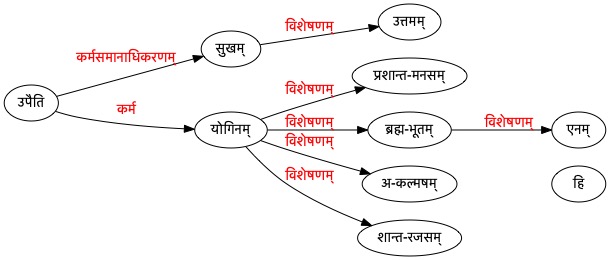 उत्तमम्
विशेषणम्
सुखम्
कर्मसमानाधिकरणम्
प्रशान्त-मनसम्
विशेषणम्
उपैति
कर्म
योगिनम्
विशेषणम्
ब्रह्म-भूतम्
विशेषणम्
एनम्
विशेषणम्
अ-कल्मषम्
हि
विशेषणम्
शान्त-रजसम्